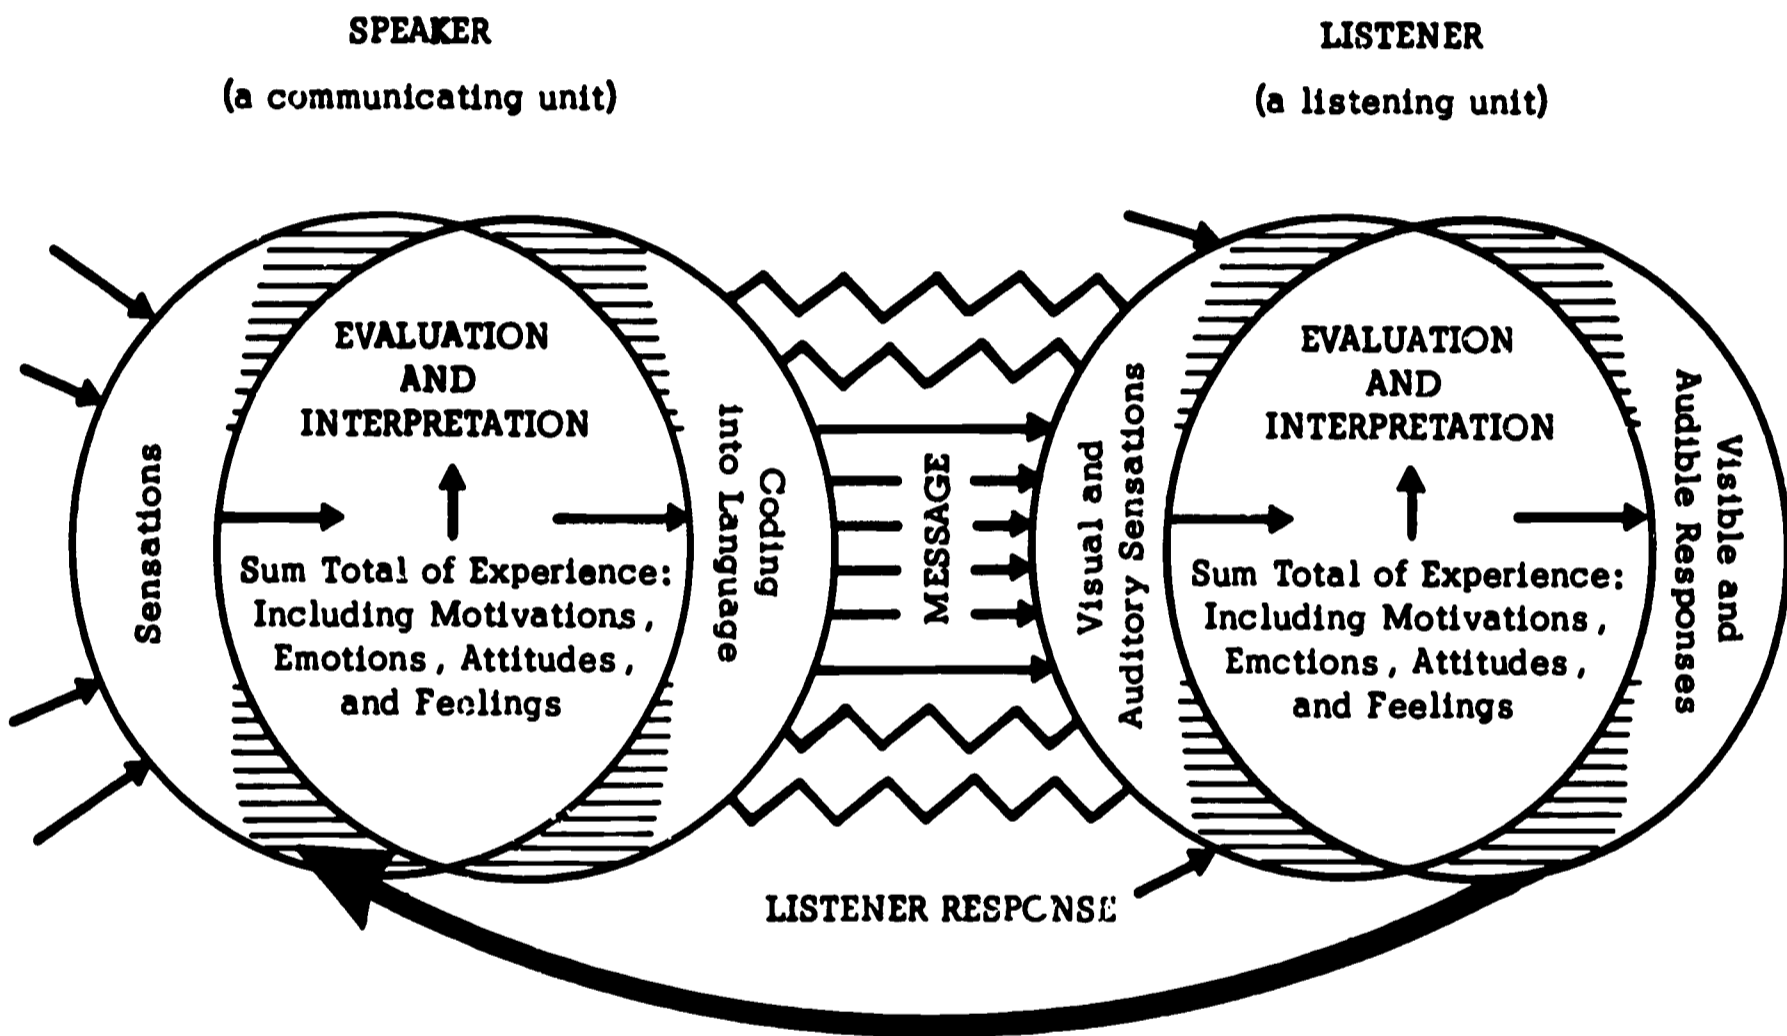 SPEAKER
(a communicating unit)
LISTENER
(a listening unit)
Sensations
EVALUATION
AND
INTERPRETATION
Sum Total of Experience:
Including Motivations,
Emotions, Attitudes,
and Feelings
Coding
into Language
MESSAGE
Visual and
Auditory Sensations
EVALUATION
AND
INTERPRETATION
Sum Total of Experience:
Including Motivations,
Emctions, Attitudes,
and Feelings
Visible and
Audible Responses
LISTENER RESPCNSE